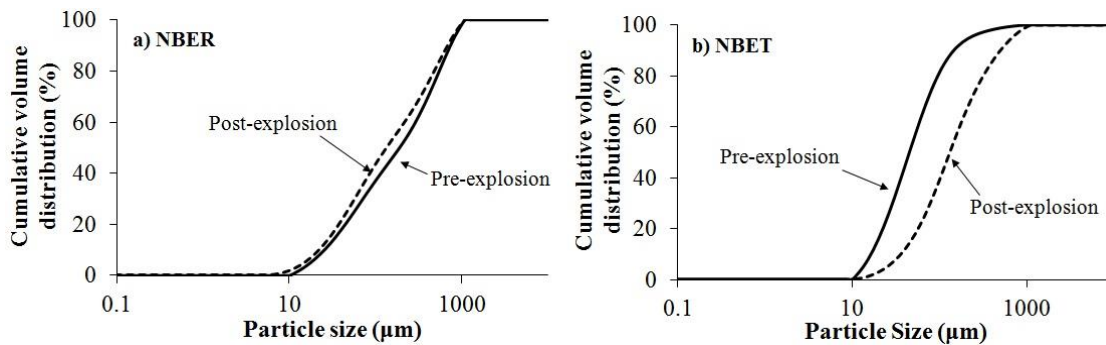 a) NBER
Cumulative volume
distribution (%)
100
80
60
40
20
0
Post-explosion
Pre-explosion
0.1 10 1000
Particle size (µm)
b) NBET
Cumulative volume
distribution (%)
100
80
60
40
20
0
Pre-explosion
Post-explosion
0.1 10 1000
Particle Size (µm)